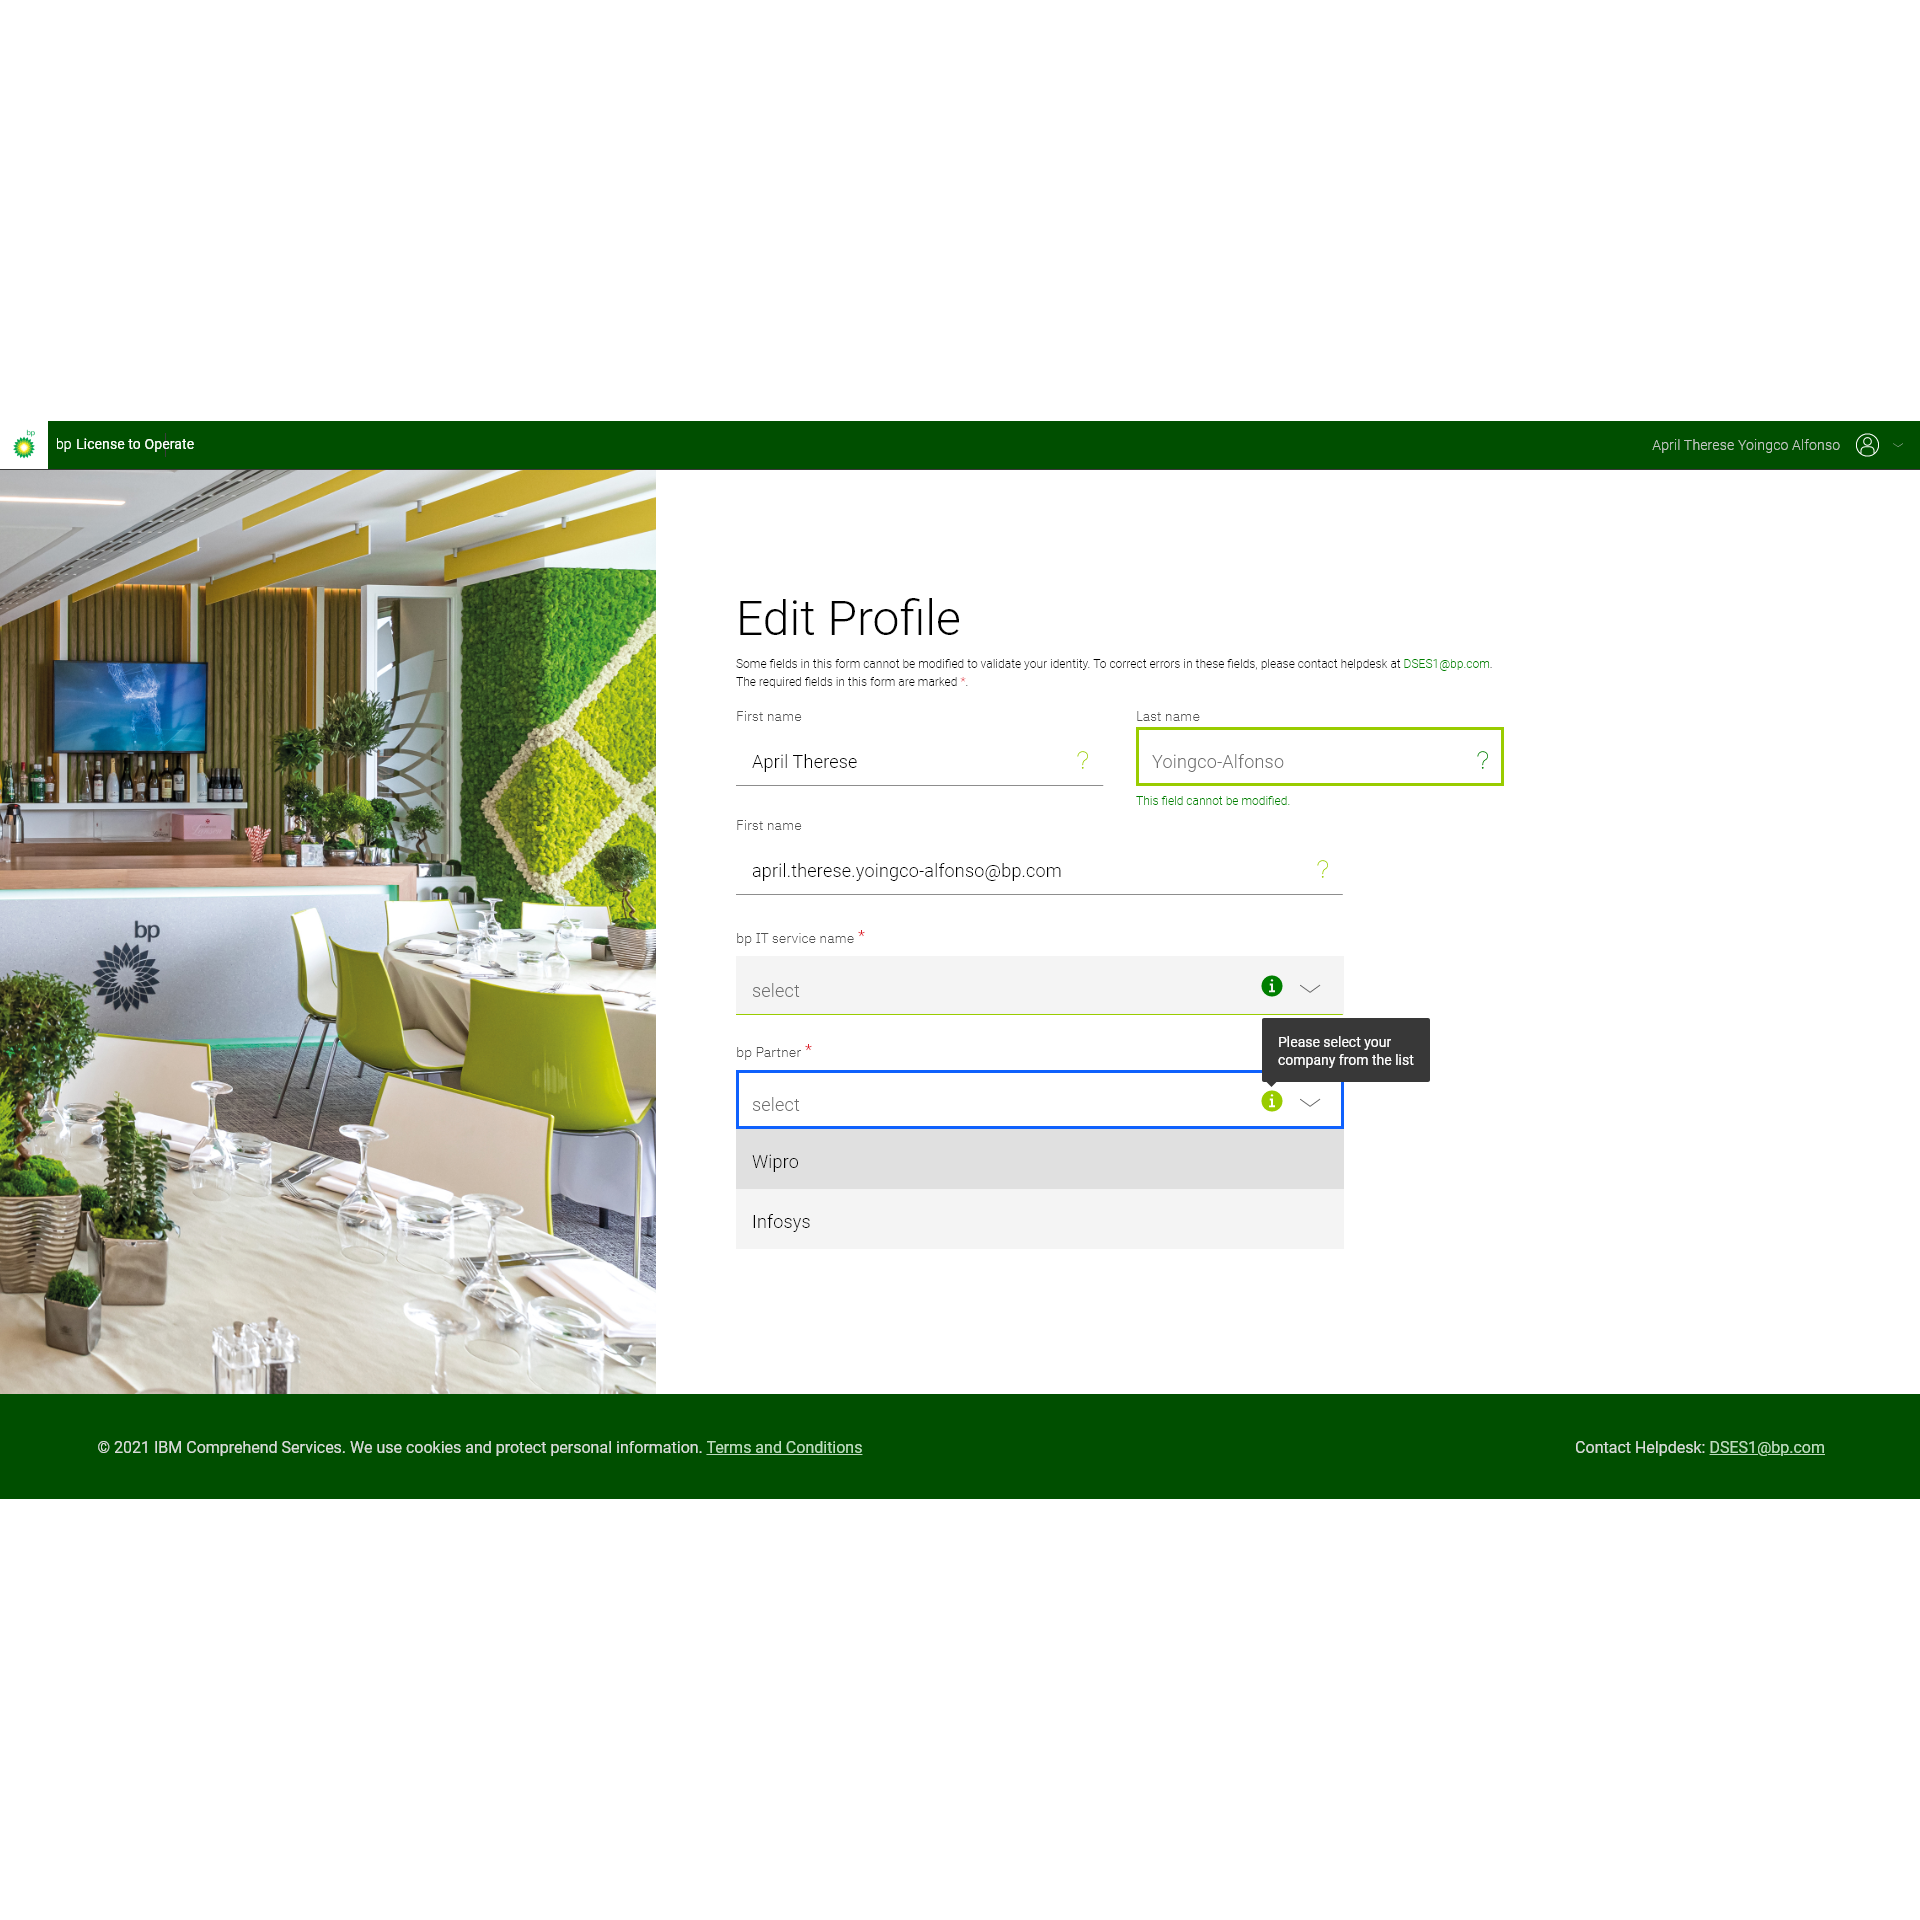 bp
bp License to Operate
April Therese Yoingco Alfonso
Edit Profile
Some fields in this form cannot be modified to validate your identity. To correct errors in these fields, please contact helpdesk at DSES1@bp.com.
The required fields in this form are marked *.
First name
Last name
April Therese ?
Yoingco-Alfonso ?
This field cannot be modified.
First name
april.therese.yoingco-alfonso@bp.com ?
bp
bp IT service name *
select
Please select your
company from the list
bp Partner *
select
Wipro
Infosys
© 2021 IBM Comprehend Services. We use cookies and protect personal information. Terms and Conditions
Contact Helpdesk: DSES1@bp.com